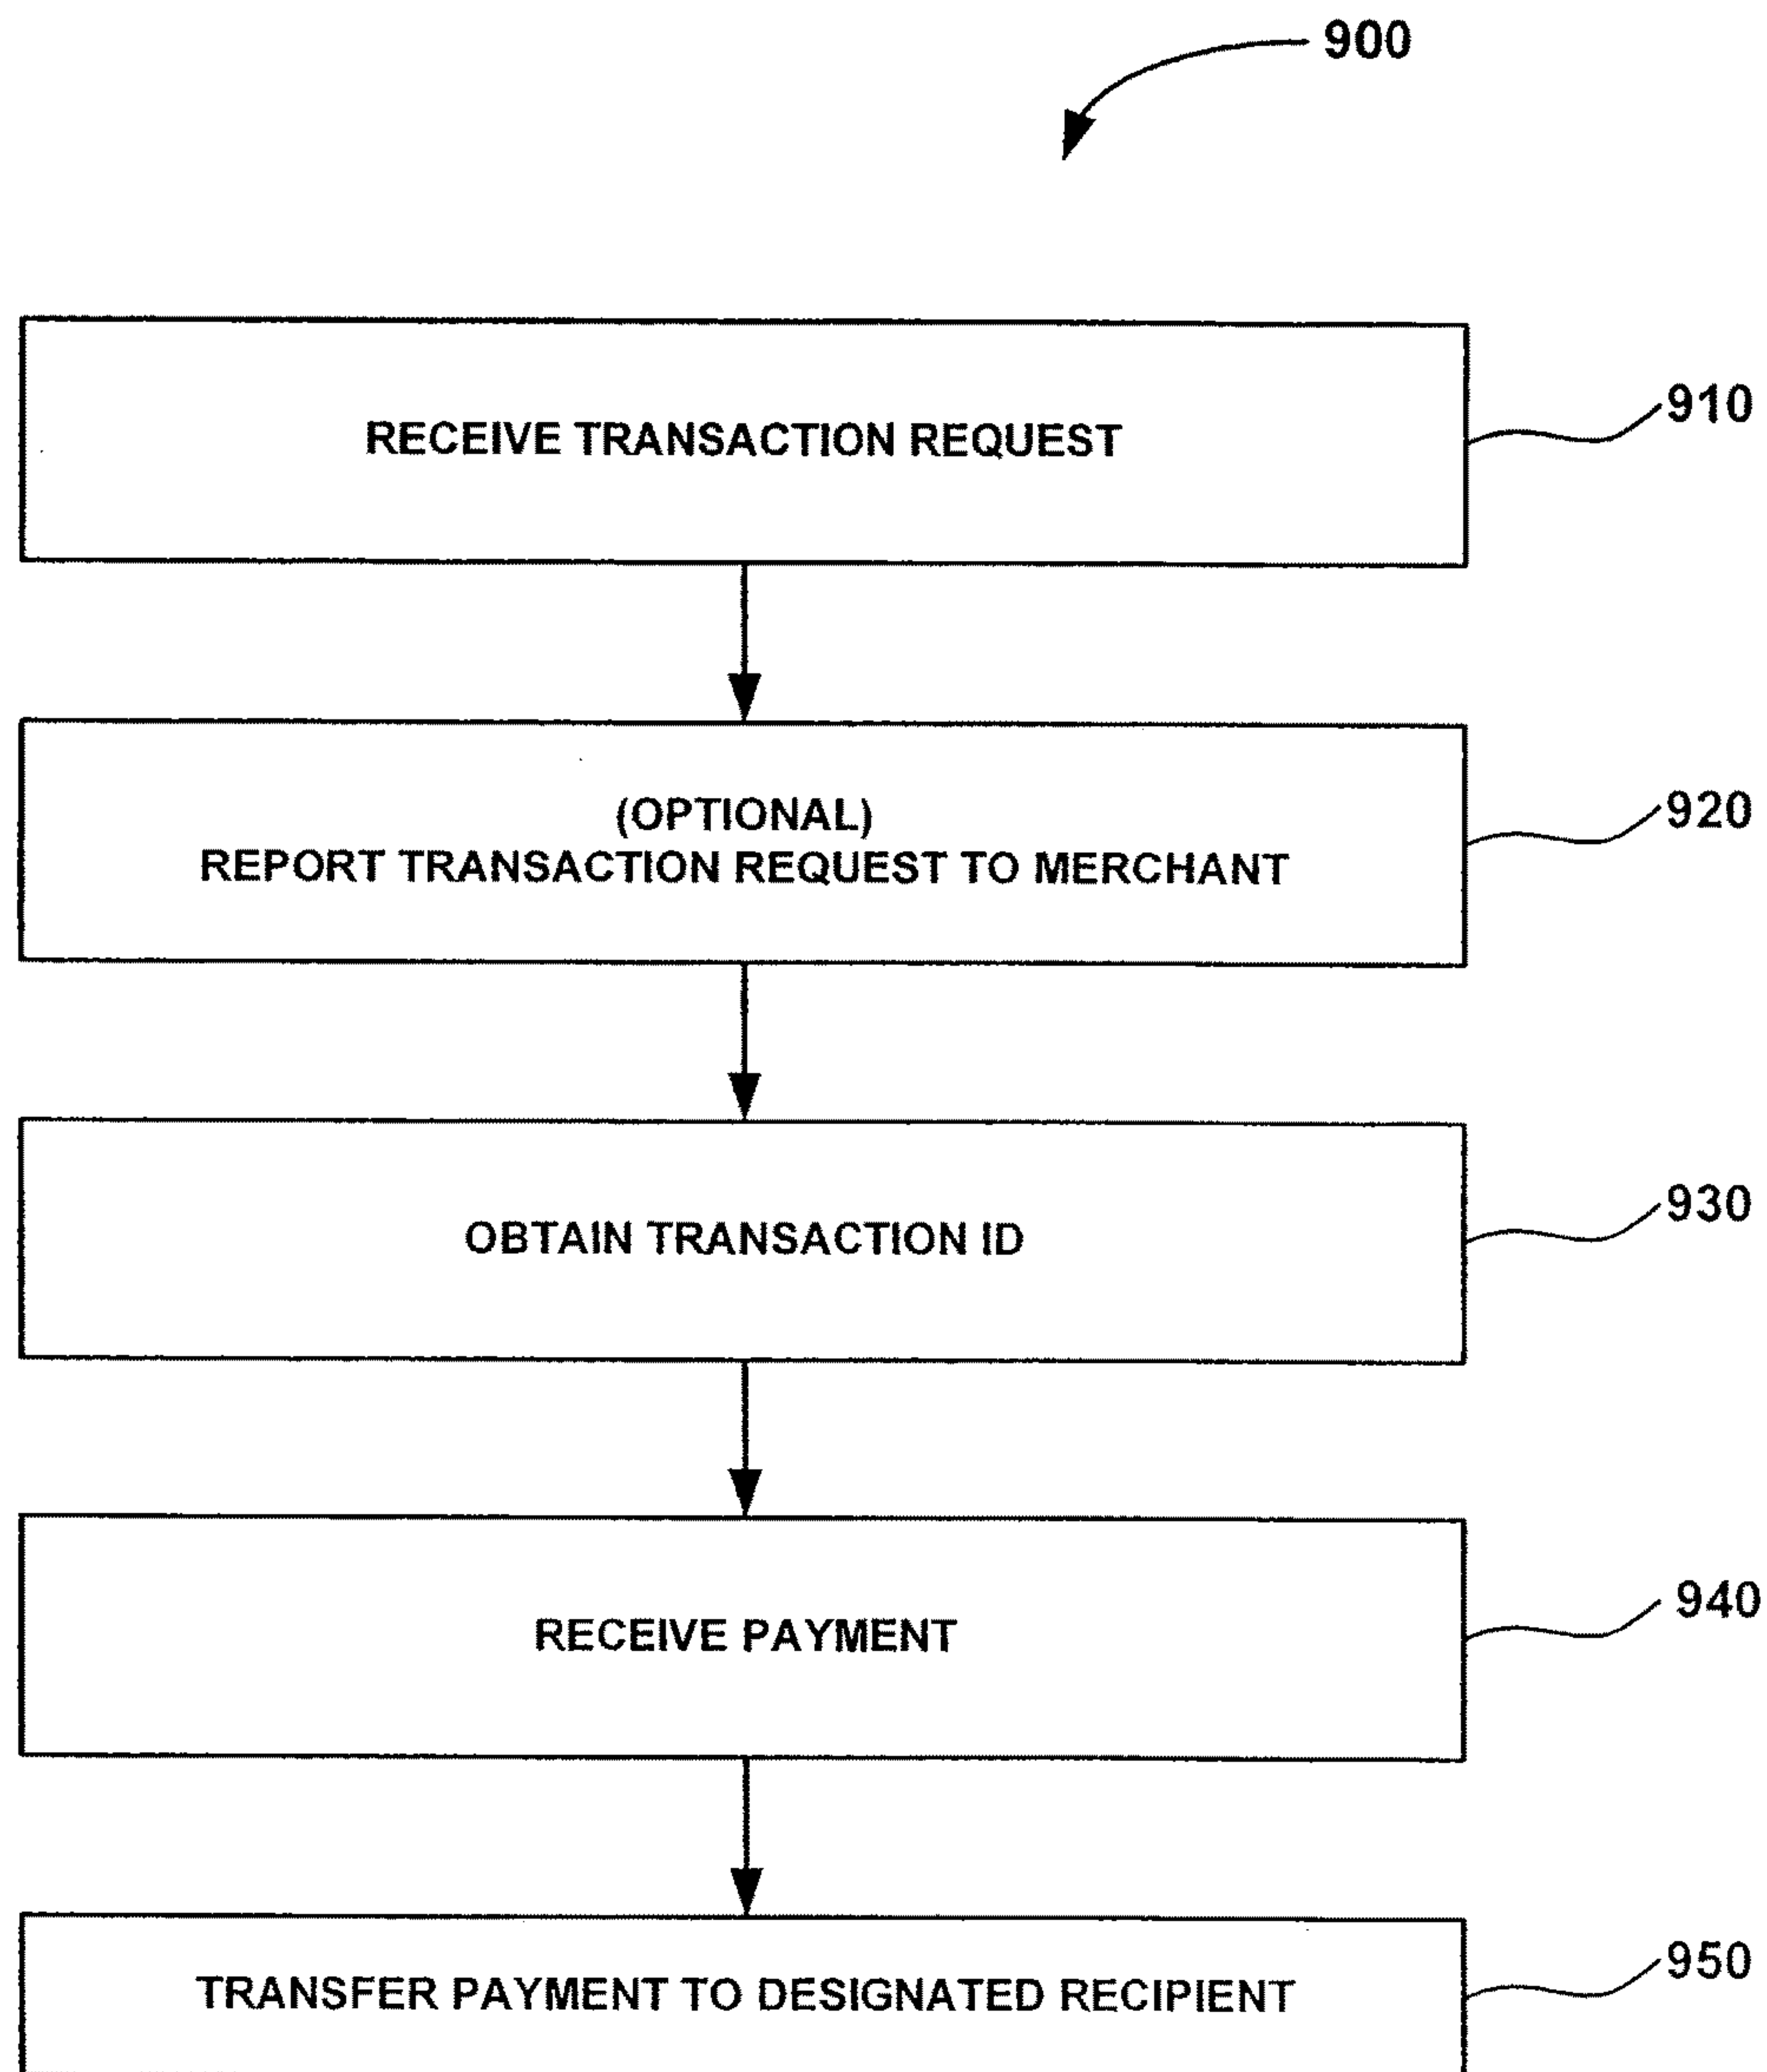 900
RECEIVE TRANSACTION REQUEST
910
(OPTIONAL)
REPORT TRANSACTION REQUEST TO MERCHANT
920
OBTAIN TRANSACTION ID
930
RECEIVE PAYMENT
940
TRANSFER PAYMENT TO DESIGNATED RECIPIENT
950